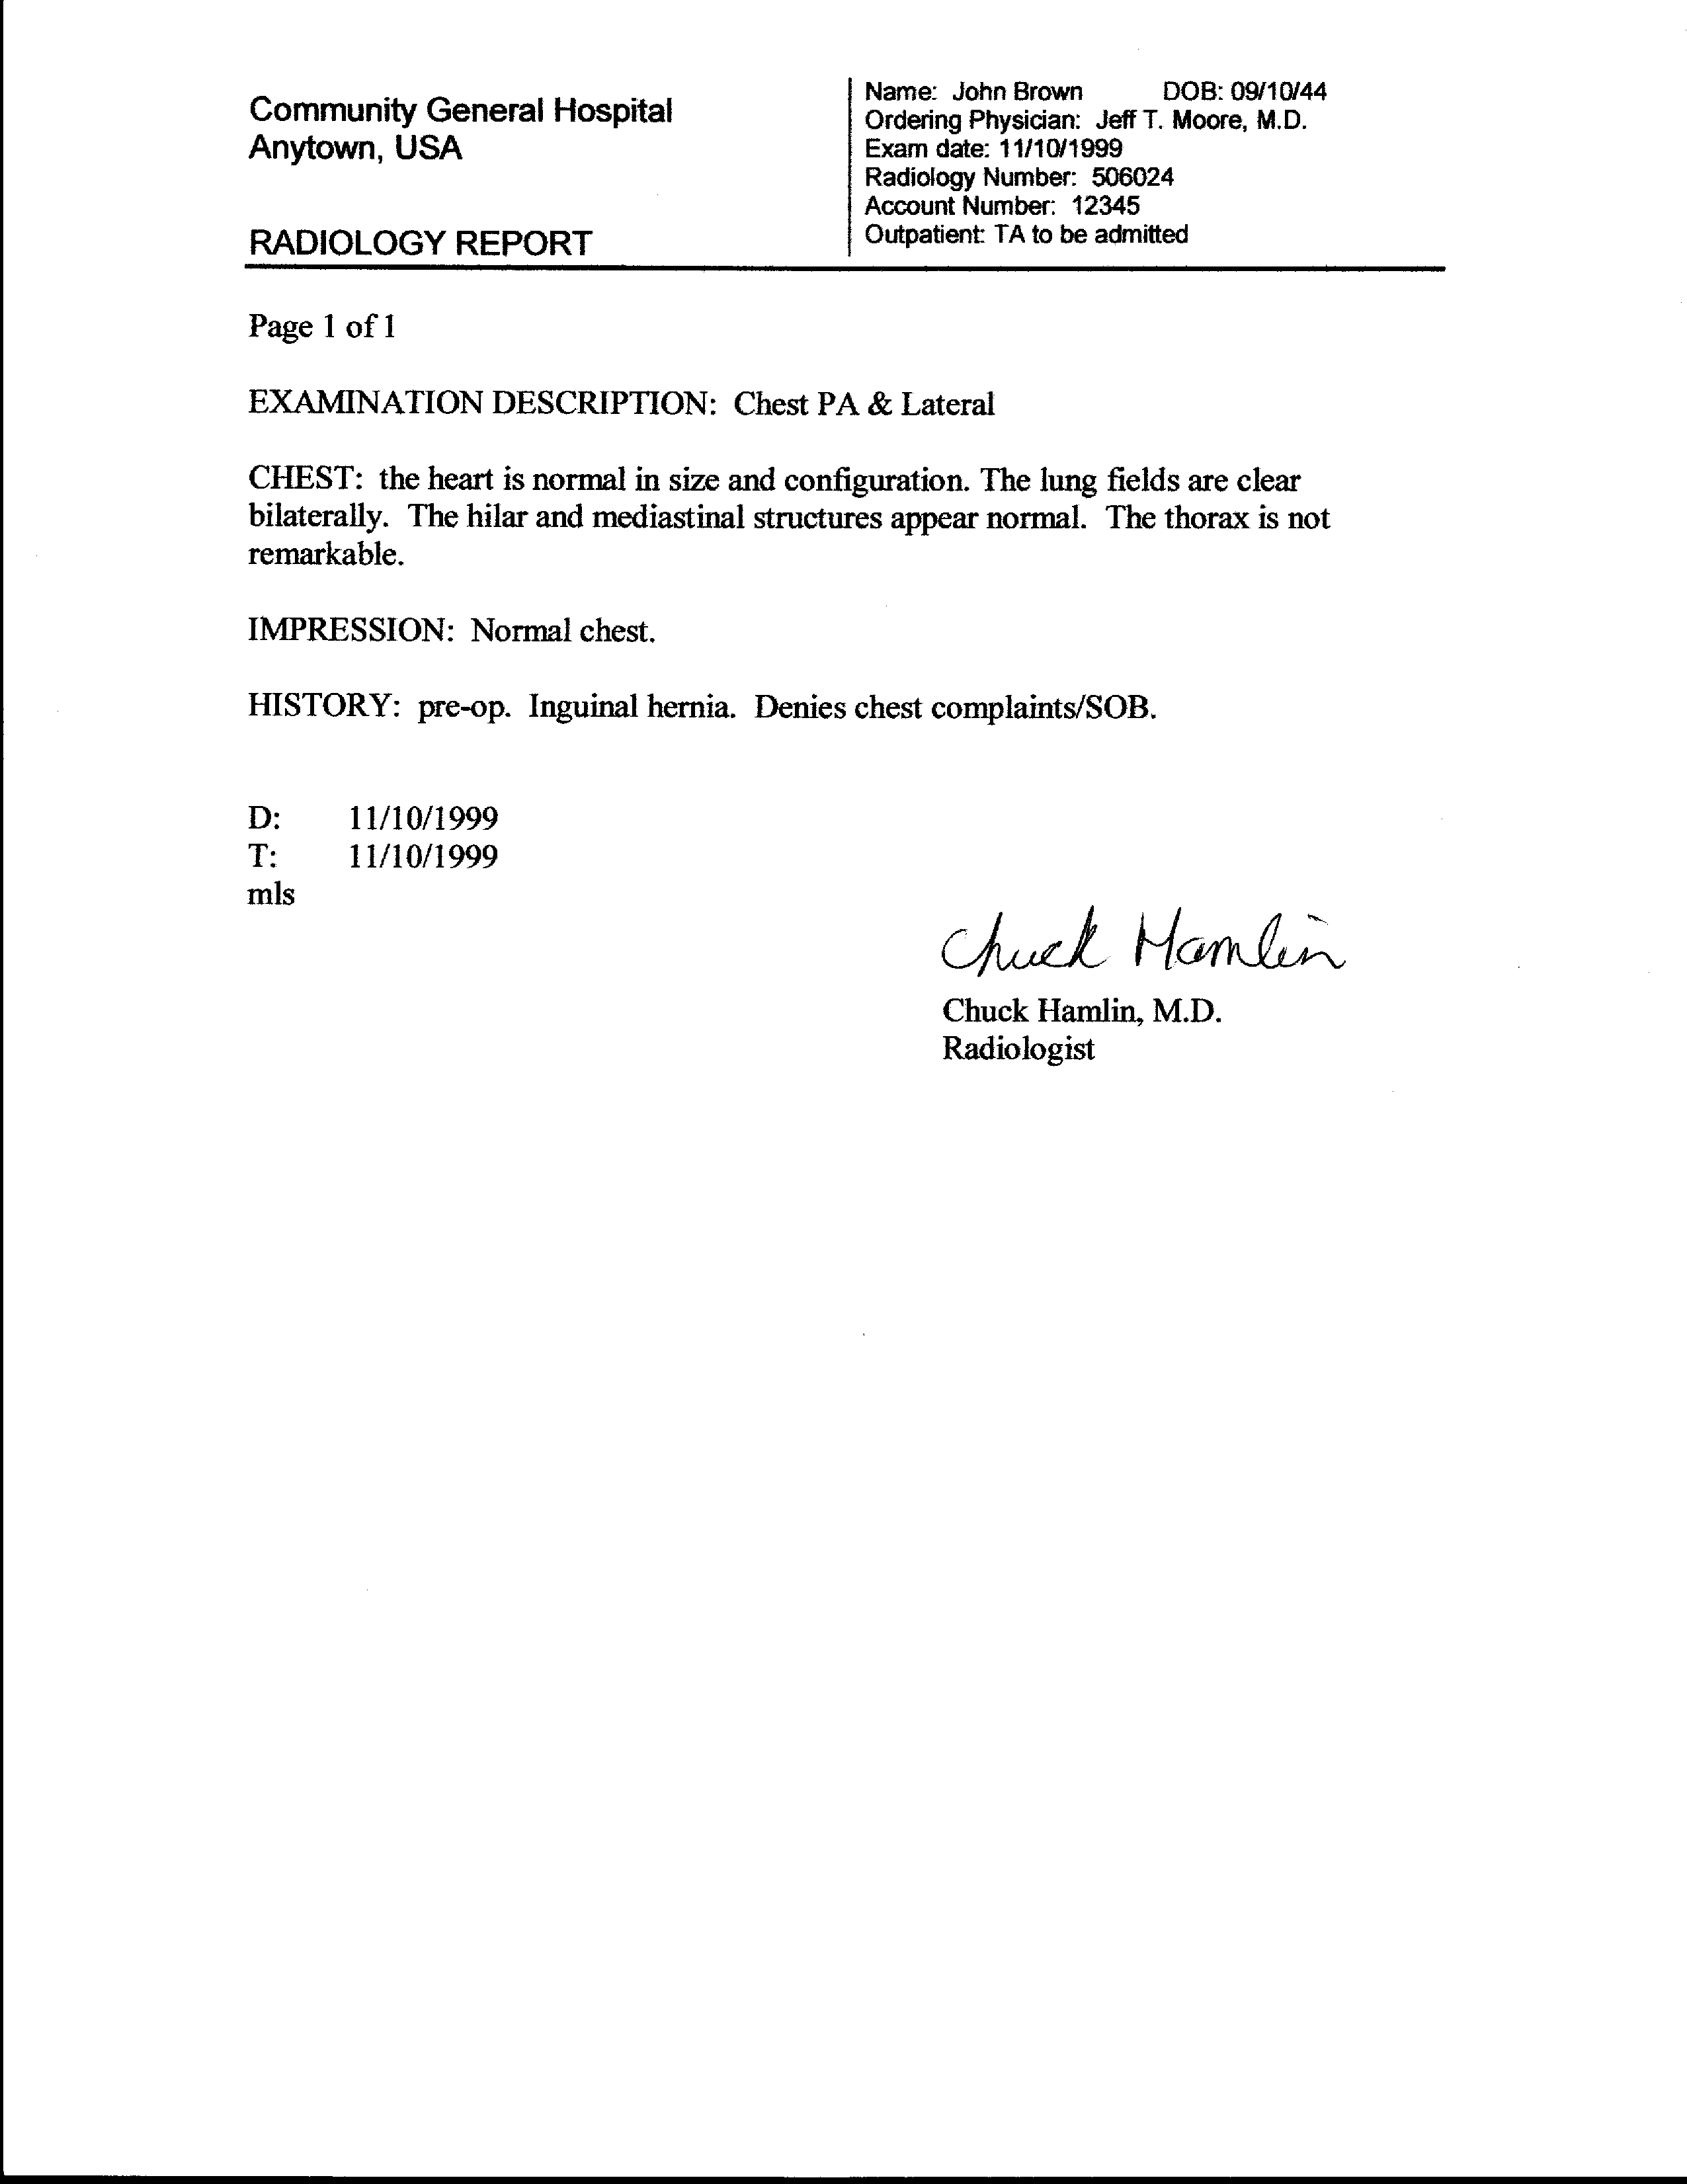 Community General Hospital
Anytown, USA
RADIOLOGY REPORT
Name: John Brown DOB: 09/10/44
Ordering Physician: Jeff T. Moore, M.D.
Exam date: 11/10/1999
Radiology Number: 506024
Account Number: 12345
Outpatient: TA to be admitted
Page 1 of 1
EXAMINATION DESCRIPTION: Chest PA & Lateral
CHEST: the heart is normal in size and configuration. The lung fields are clear
bilaterally. The hilar and mediastinal structures appear normal. The thorax is not
remarkable.
IMPRESSION: Normal chest.
HISTORY: pre-op. Inguinal hernia. Denies chest complaints/SOB.
D: 11/10/1999
T: 11/10/1999
mls
Chuck Hamlin
Chuck Hamlin, M.D.
Radiologist